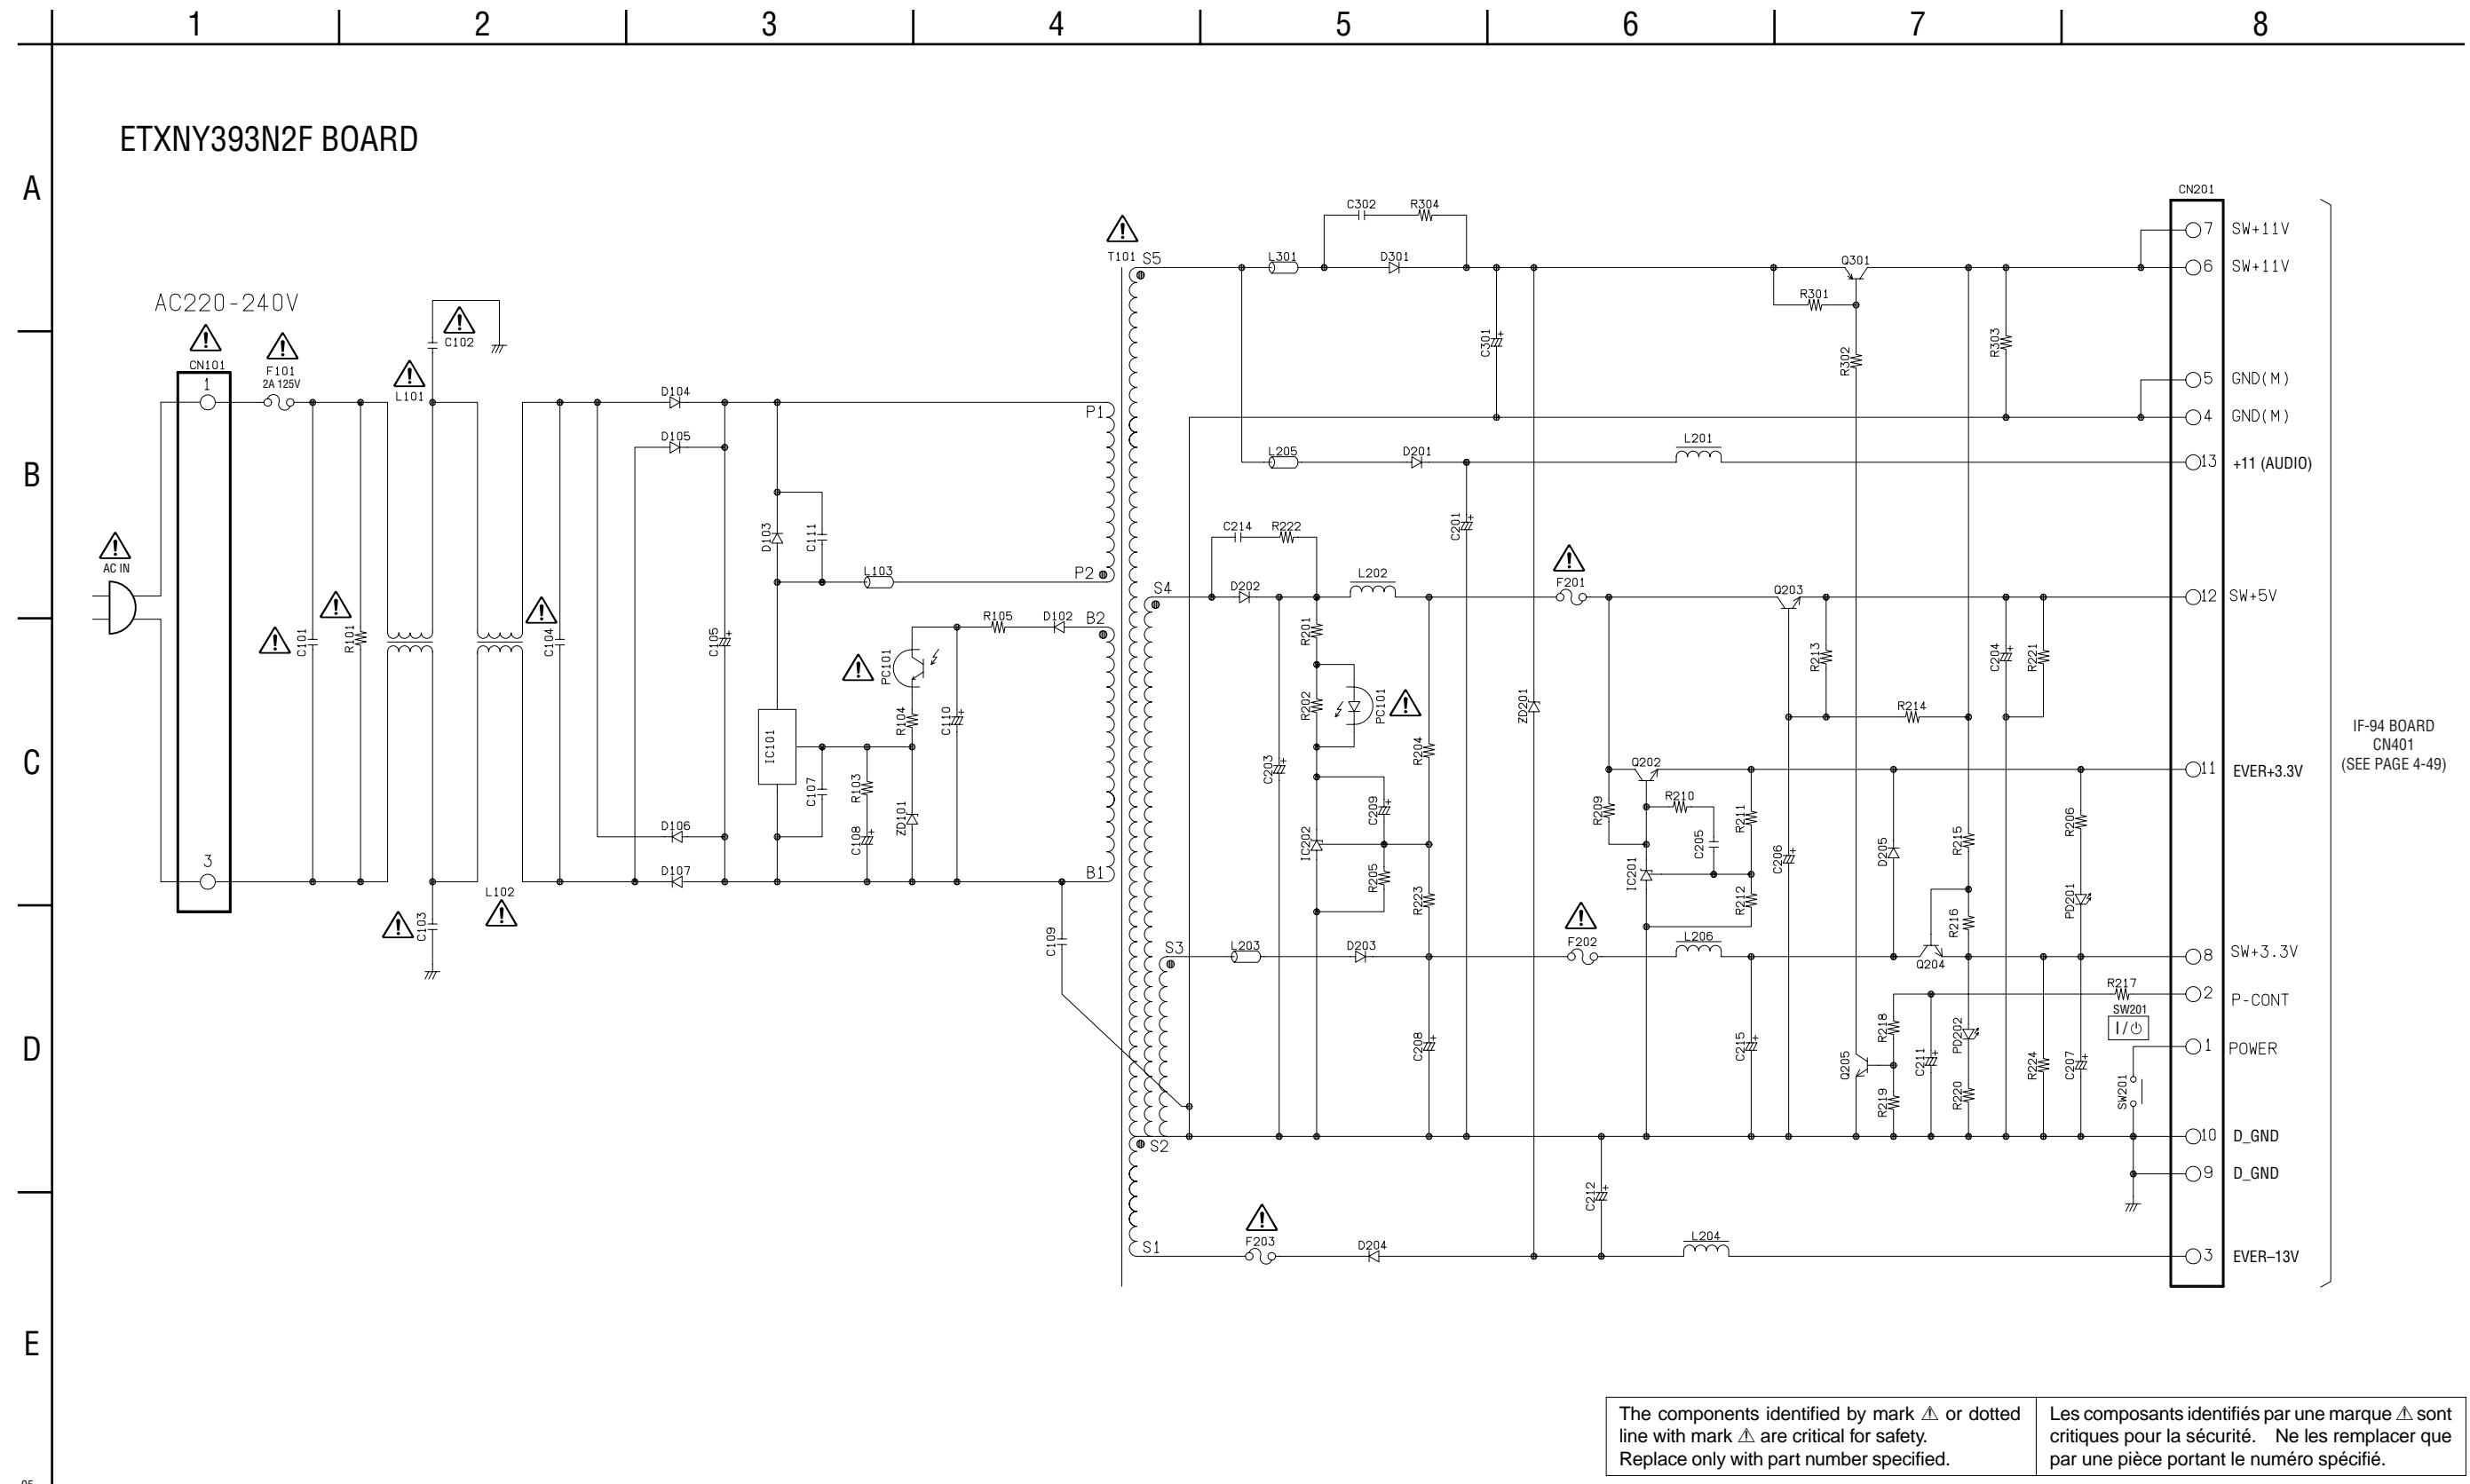 1 2 3 4 5 6 7 8
ETXNY393N2F BOARD
A
CN201
C302 R304
7 SW+11V
T101 S5 L301 D301 Q301 6 SW+11V
AC220-240V
R301
C102
C301
R302
R303
CN101
F101
2A 125V
L101
1
D104
P1
5 GND(M)
4 GND(M)
D105
L201
B
L205 D201
13 +11 (AUDIO)
D103
C111
C214 R222
C201
AC IN
L103
P2
L202
F201
S4 D202
Q203
12 SW+5V
R105 D102 B2
C101
R101
C104
C105
PC101
R201
R213
C204
R221
R104
C110
R202
PC101
ZD201
R214
IF-94 BOARD
CN401
(SEE PAGE 4-49)
C
IC101
C203
R204
Q202
11 EVER+3.3V
C107
R103
R209
R210
R211
C209
R206
D106
C108
ZD101
IC202
C205
C206
D205
R215
3
D107
B1
R205
IC201
L102
R223
R212
PD201
C103
C109
R216
S3 L203 D203 F202 L206
Q204
8 SW+3.3V
R217
2 P-CONT
SW201
I/⏻
D
C208
C215
R218
PD202
1 POWER
Q205
C211
R224
C207
R219
R220
SW201
S2
10 D_GND
9 D_GND
C212
S1 F203 D204 L204
3 EVER–13V
E
The components identified by mark ⚠ or dotted
line with mark ⚠ are critical for safety.
Replace only with part number specified.
Les composants identifiés par une marque ⚠ sont
critiques pour la sécurité. Ne les remplacer que
par une pièce portant le numéro spécifié.
05